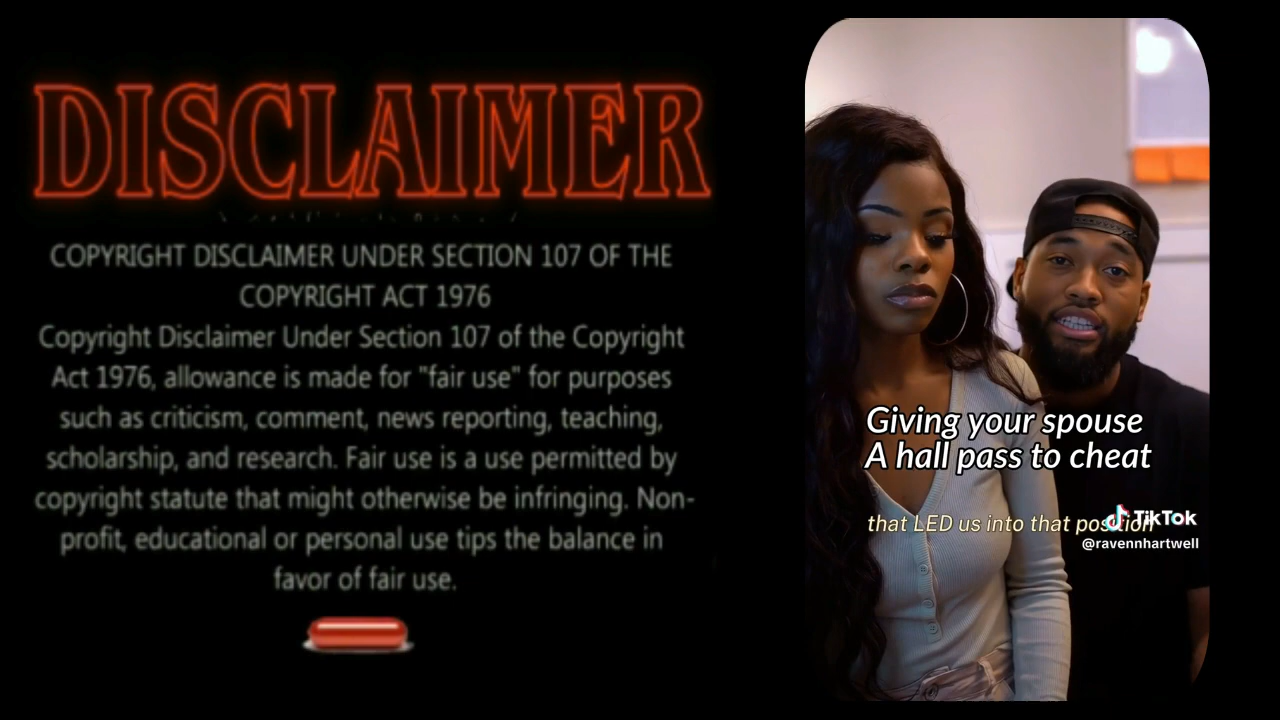 DISCLAIMER
COPYRIGHT DISCLAIMER UNDER SECTION 107 OF THE
COPYRIGHT ACT 1976
Copyright Disclaimer Under Section 107 of the Copyright
Act 1976, allowance is made for "fair use" for purposes
such as criticism, comment, news reporting, teaching,
scholarship, and research. Fair use is a use permitted by
copyright statute that might otherwise be infringing. Non-
profit, educational or personal use tips the balance in
favor of fair use.
Giving your spouse
A hall pass to cheat
that LED us into that position
TikTok
@ravennhartwell